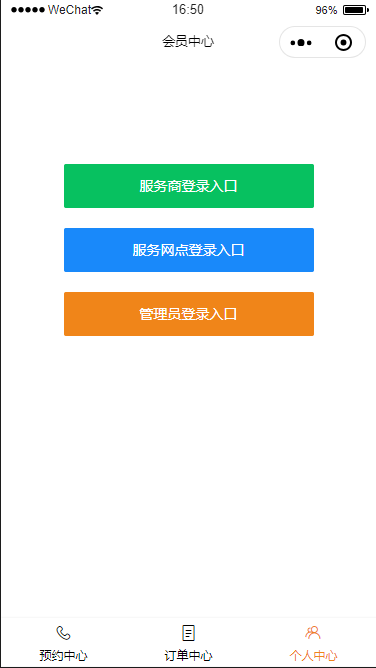 ●●●●● WeChat 16:50 96%
会员中心
服务商登录入口
服务网点登录入口
管理员登录入口
预约中心 订单中心 个人中心